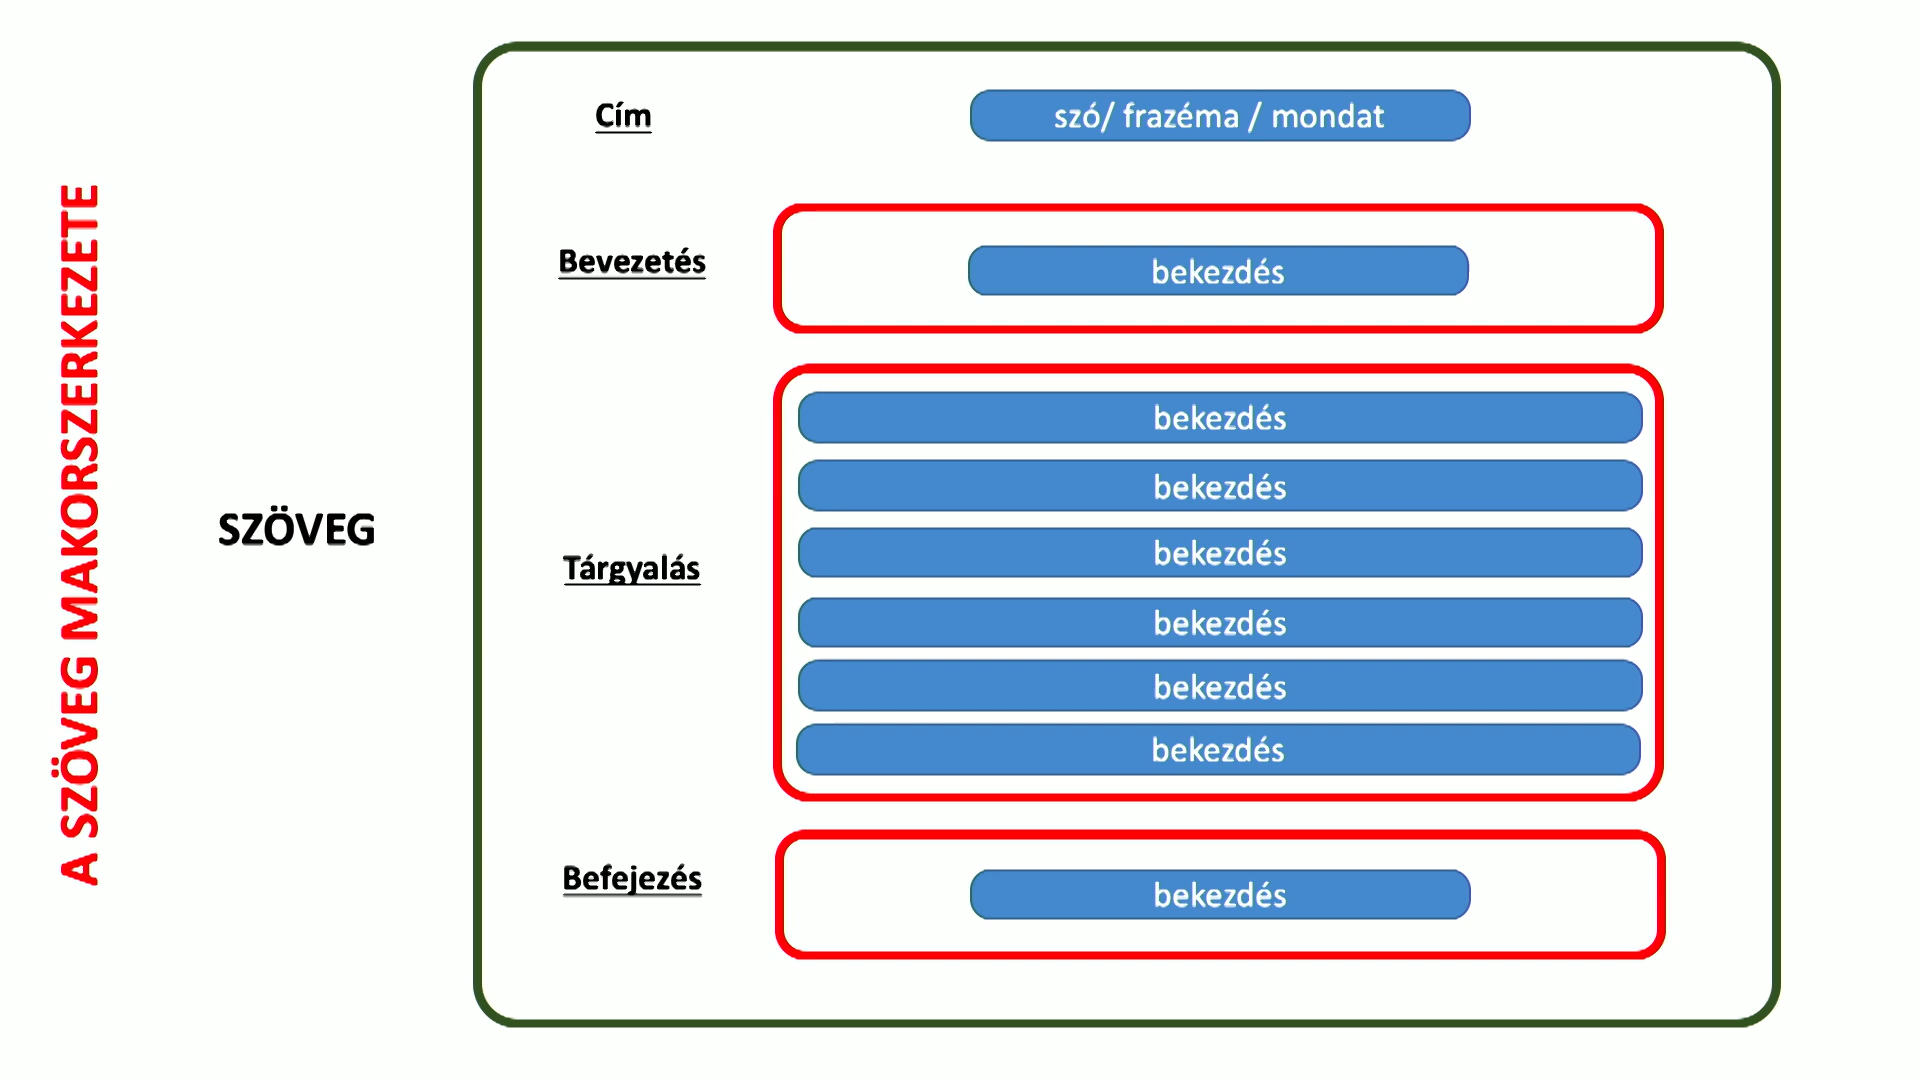 A SZÖVEG MAKORSZERKEZETE
SZÖVEG
Cím
szó/ frazéma / mondat
Bevezetés
bekezdés
Tárgyalás
bekezdés
bekezdés
bekezdés
bekezdés
bekezdés
bekezdés
Befejezés
bekezdés